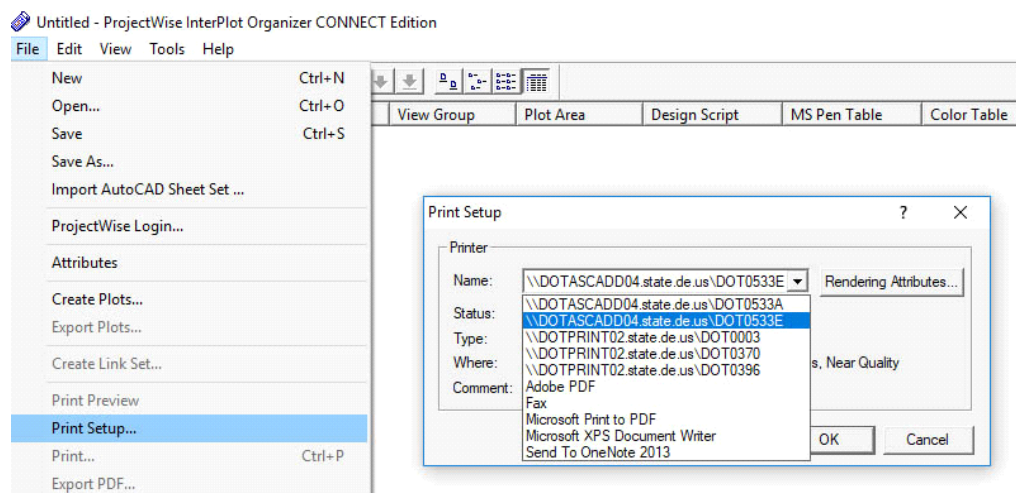 Untitled - ProjectWise InterPlot Organizer CONNECT Edition
File Edit View Tools Help
New Ctrl+N
Open... Ctrl+O
Save Ctrl+S
Save As...
Import AutoCAD Sheet Set ...
ProjectWise Login...
Attributes
Create Plots...
Export Plots...
Create Link Set...
Print Preview
Print Setup...
Print... Ctrl+P
Export PDF...
View Group Plot Area Design Script MS Pen Table Color Table
Print Setup ? X
Printer
Name: \\DOTASCADD04.state.de.us\DOT0533E Rendering Attributes...
Status:
Type:
Where: s, Near Quality
Comment:
\\DOTASCADD04.state.de.us\DOT0533A
\\DOTASCADD04.state.de.us\DOT0533E
\\DOTPRINT02.state.de.us\DOT0003
\\DOTPRINT02.state.de.us\DOT0370
\\DOTPRINT02.state.de.us\DOT0396
Adobe PDF
Fax
Microsoft Print to PDF
Microsoft XPS Document Writer
Send To OneNote 2013
OK Cancel